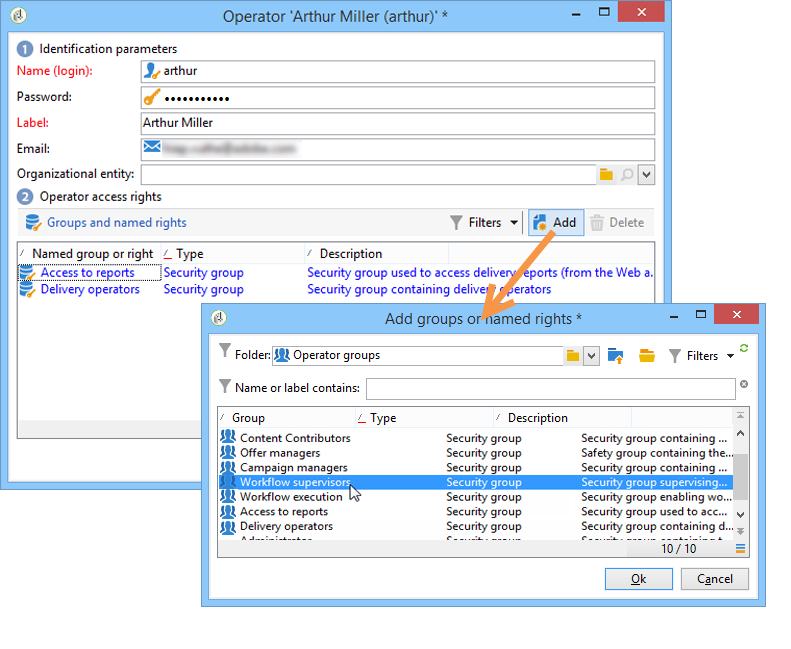 Operator 'Arthur Miller (arthur)' *
1 Identification parameters
Name (login): arthur
Password: •••••••••••
Label: Arthur Miller
Email:
Organizational entity:
2 Operator access rights
Groups and named rights Filters Add Delete
Named group or right Type Description
Access to reports Security group Security group used to access delivery reports (from the Web a.
Delivery operators Security group Security group containing delivery operators
Add groups or named rights *
Folder: Operator groups Filters
Name or label contains:
Group Type Description
Content Contributors Security group Security group containing ...
Offer managers Security group Safety group containing the...
Campaign managers Security group Security group containing ...
Workflow supervisors Security group Security group supervising...
Workflow execution Security group Security group enabling wo...
Access to reports Security group Security group used to acc...
Delivery operators Security group Security group containing d...
10 / 10
Ok Cancel